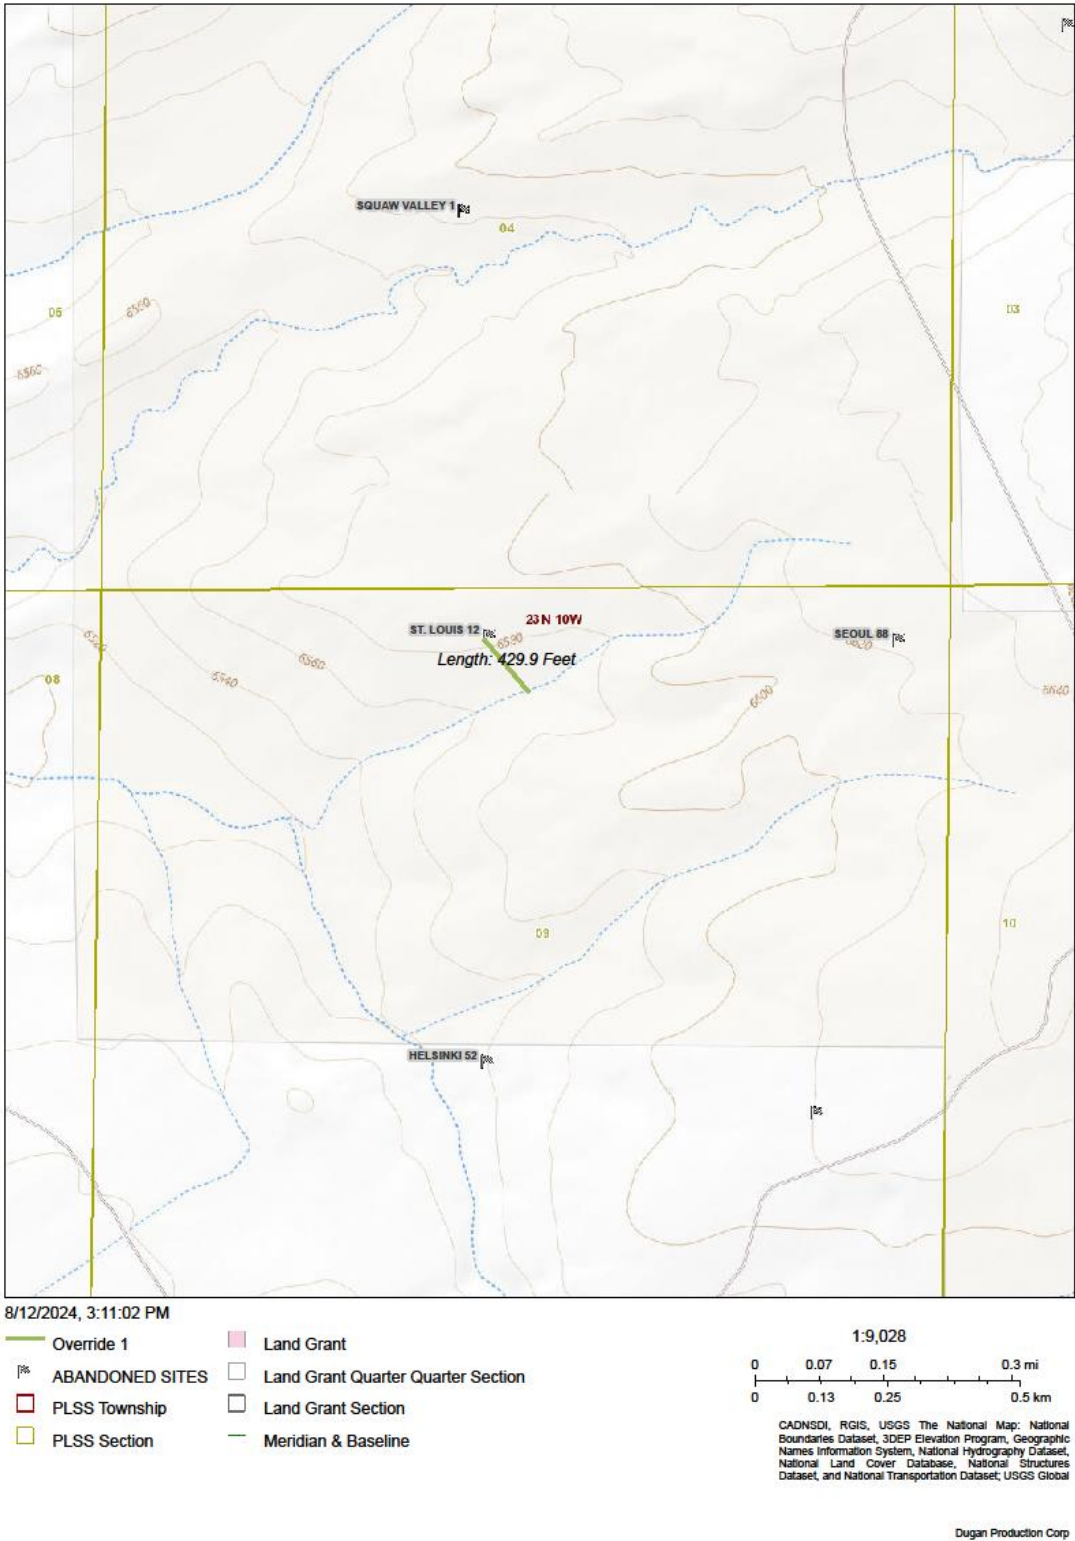 SQUAW VALLEY 1
04
03
6560
6560
23N 10W
ST. LOUIS 12
SEOUL 88
6580
6620
Length: 429.9 Feet
6520
6560
6540
08
6600
6640
09
10
HELSINKI 52
8/12/2024, 3:11:02 PM
Override 1
ABANDONED SITES
PLSS Township
PLSS Section
Land Grant
Land Grant Quarter Quarter Section
Land Grant Section
Meridian & Baseline
1:9,028
0 0.07 0.15 0.3 mi
0 0.13 0.25 0.5 km
CADNSDI, RGIS, USGS The National Map: National
Boundaries Dataset, 3DEP Elevation Program, Geographic
Names Information System, National Hydrography Dataset,
National Land Cover Database, National Structures
Dataset, and National Transportation Dataset; USGS Global
Dugan Production Corp